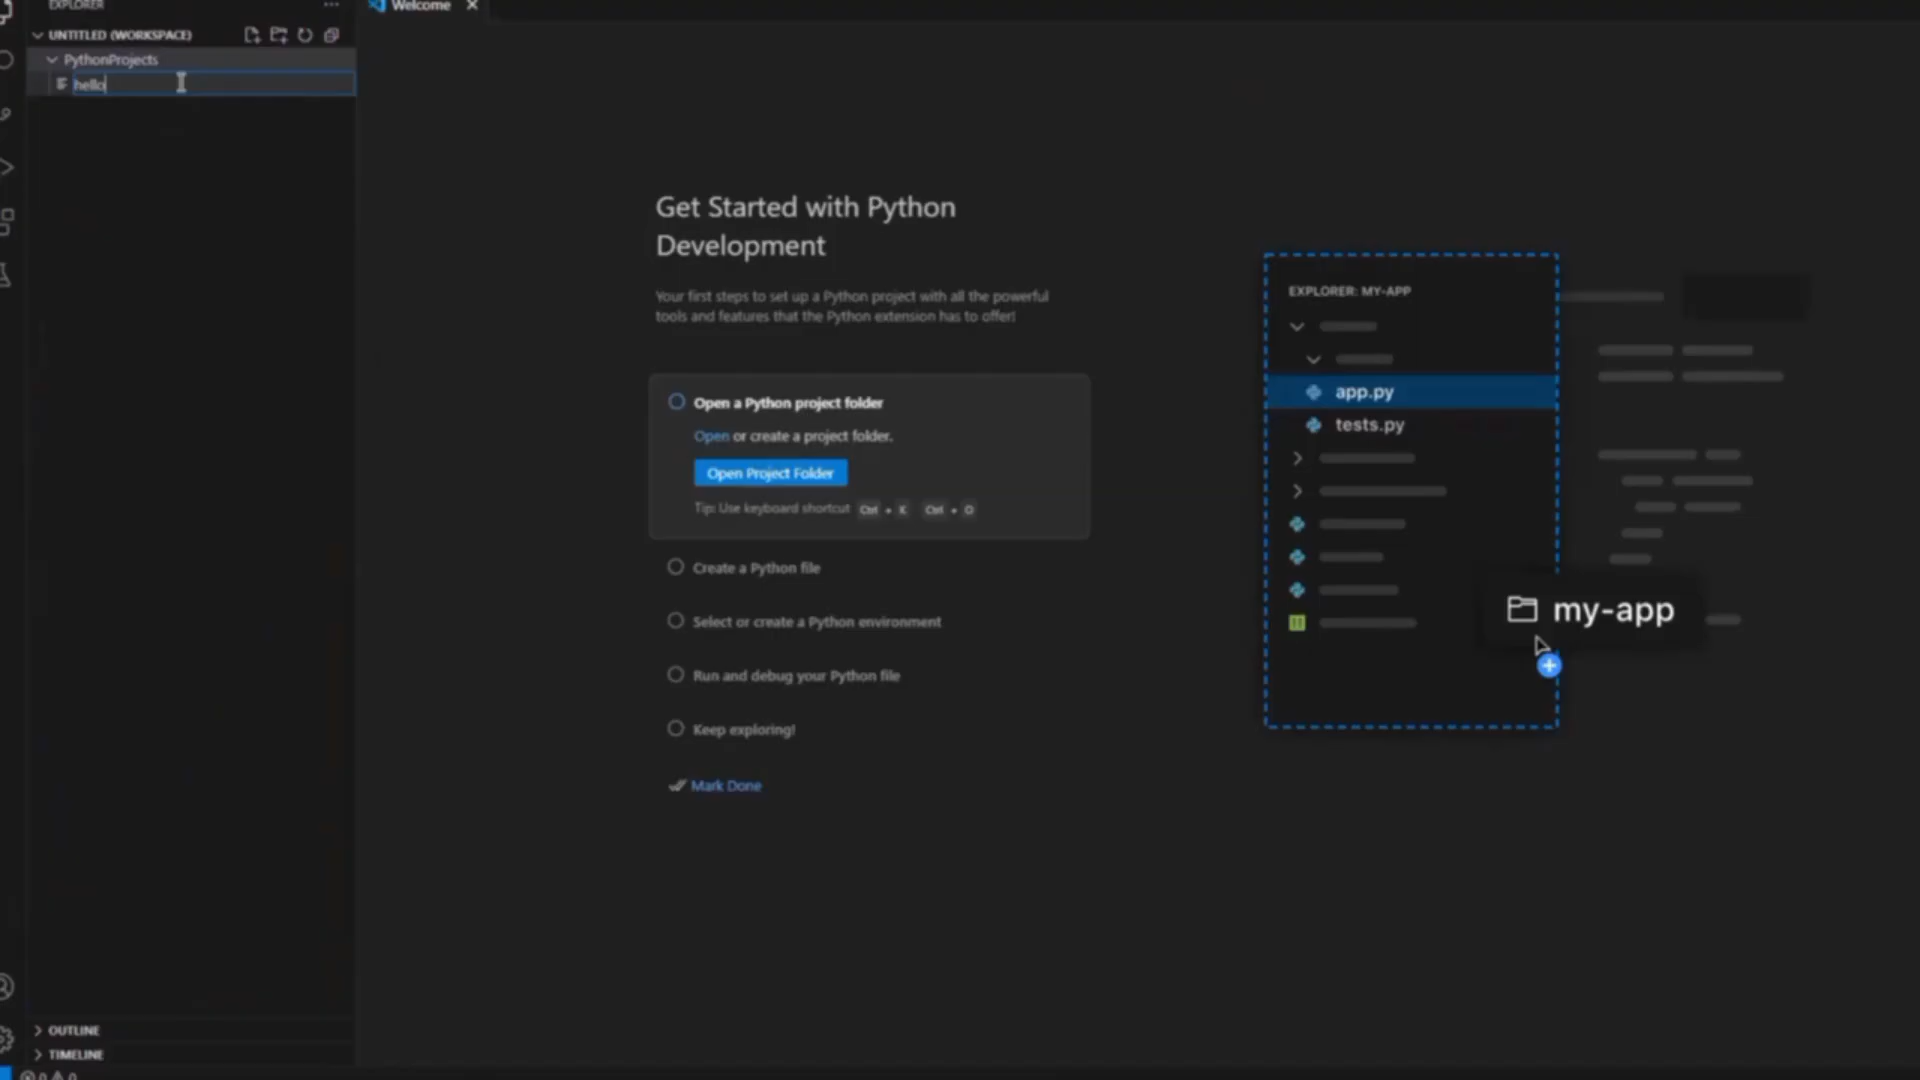 EXPLORER
Welcome
UNTITLED (WORKSPACE)
PythonProjects
hello
Get Started with Python
Development
Your first steps to set up a Python project with all the powerful
tools and features that the Python extension has to offer!
Open a Python project folder
Open or create a project folder.
Open Project Folder
Tip: Use keyboard shortcut Ctrl + K Ctrl + O
Create a Python file
Select or create a Python environment
Run and debug your Python file
Keep exploring!
Mark Done
EXPLORER: MY-APP
app.py
tests.py
my-app
OUTLINE
TIMELINE
0 0